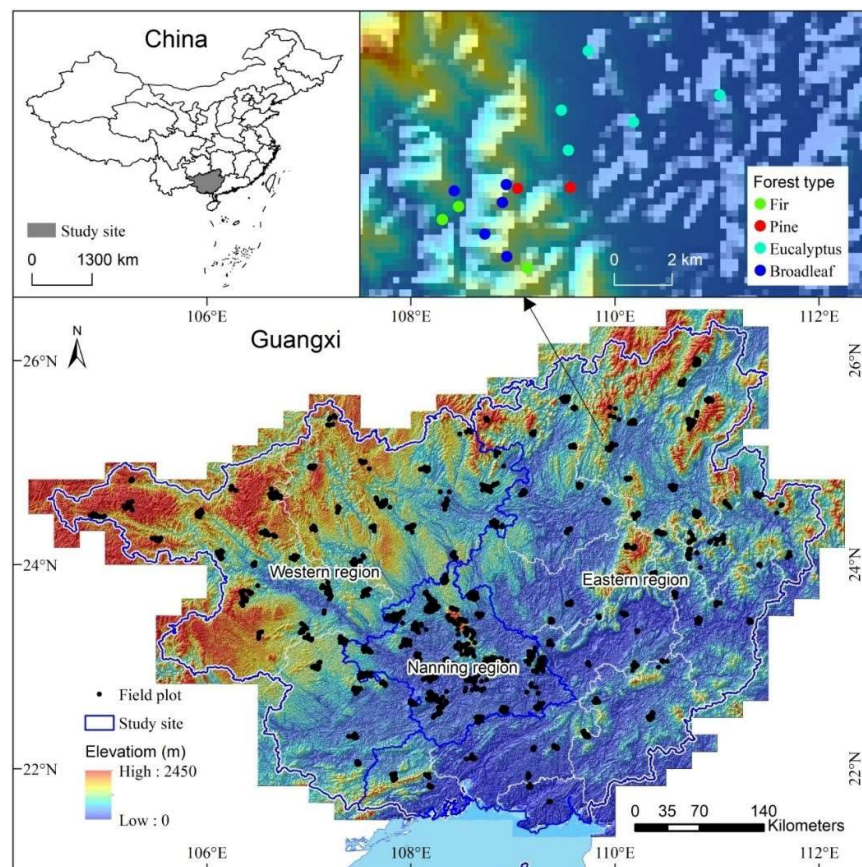 China
Study site
0 1300 km
Forest type
Fir
Pine
Eucalyptus
Broadleaf
0 2 km
106°E 108°E 110°E 112°E
N
Guangxi
26°N 26°N
24°N 24°N
Western region
Eastern region
Nanning region
Field plot
Study site
Elevatiom (m)
High : 2450
Low : 0
22°N 22°N
0 35 70 140
Kilometers
106°E 108°E 110°E 112°E